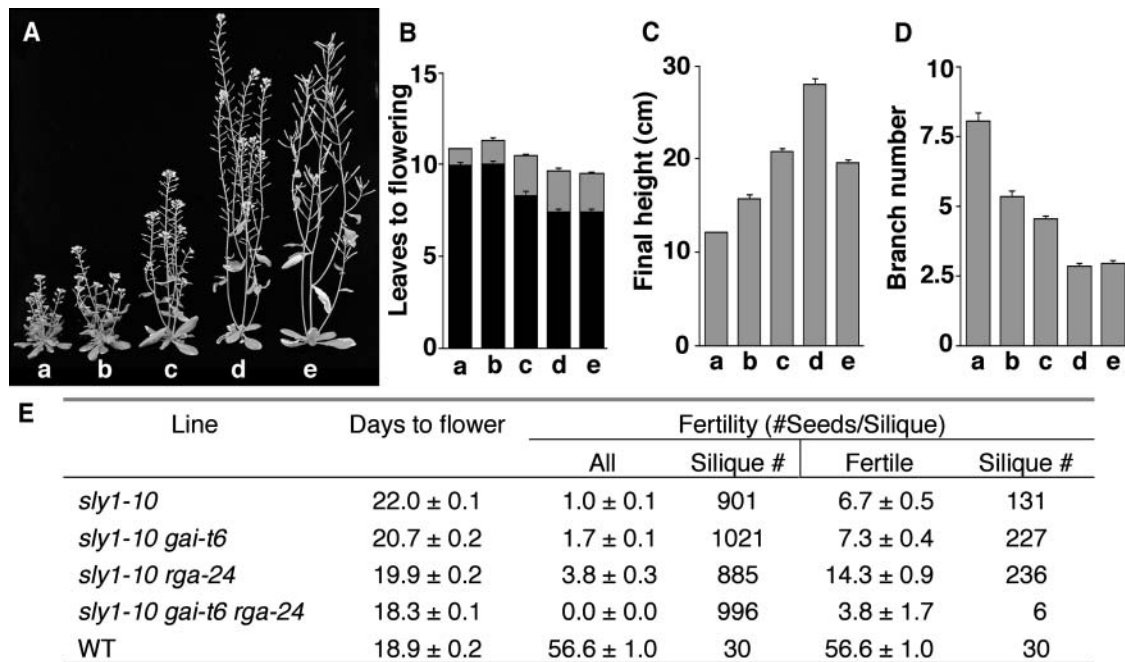 A
a b c d e
B
Leaves to flowering
15
10
5
0
a b c d e
C
Final height (cm)
30
20
10
0
a b c d e
D
Branch number
10
7.5
5
2.5
0
a b c d e
E
Line Days to flower Fertility (#Seeds/Silique)
All Silique # Fertile Silique #
sly1-10 22.0 ± 0.1 1.0 ± 0.1 901 6.7 ± 0.5 131
sly1-10 gai-t6 20.7 ± 0.2 1.7 ± 0.1 1021 7.3 ± 0.4 227
sly1-10 rga-24 19.9 ± 0.2 3.8 ± 0.3 885 14.3 ± 0.9 236
sly1-10 gai-t6 rga-24 18.3 ± 0.1 0.0 ± 0.0 996 3.8 ± 1.7 6
WT 18.9 ± 0.2 56.6 ± 1.0 30 56.6 ± 1.0 30